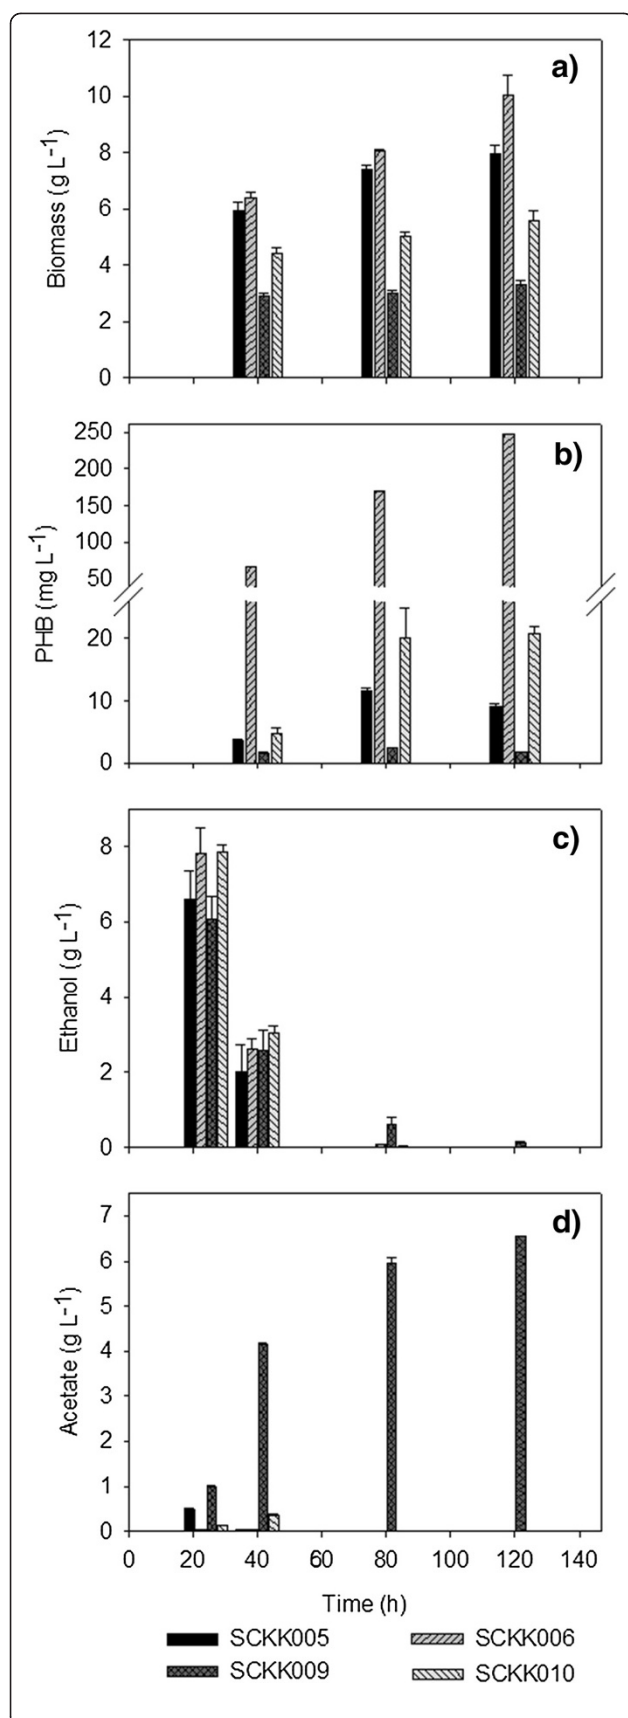 a)
12
10
8
6
4
2
0
Biomass (g L-1)
b)
250
200
150
100
50
20
10
0
PHB (mg L-1)
c)
8
6
4
2
0
Ethanol (g L-1)
d)
7
6
5
4
3
2
1
0
Acetate (g L-1)
0 20 40 60 80 100 120 140
Time (h)
SCKK005 SCKK006
SCKK009 SCKK010